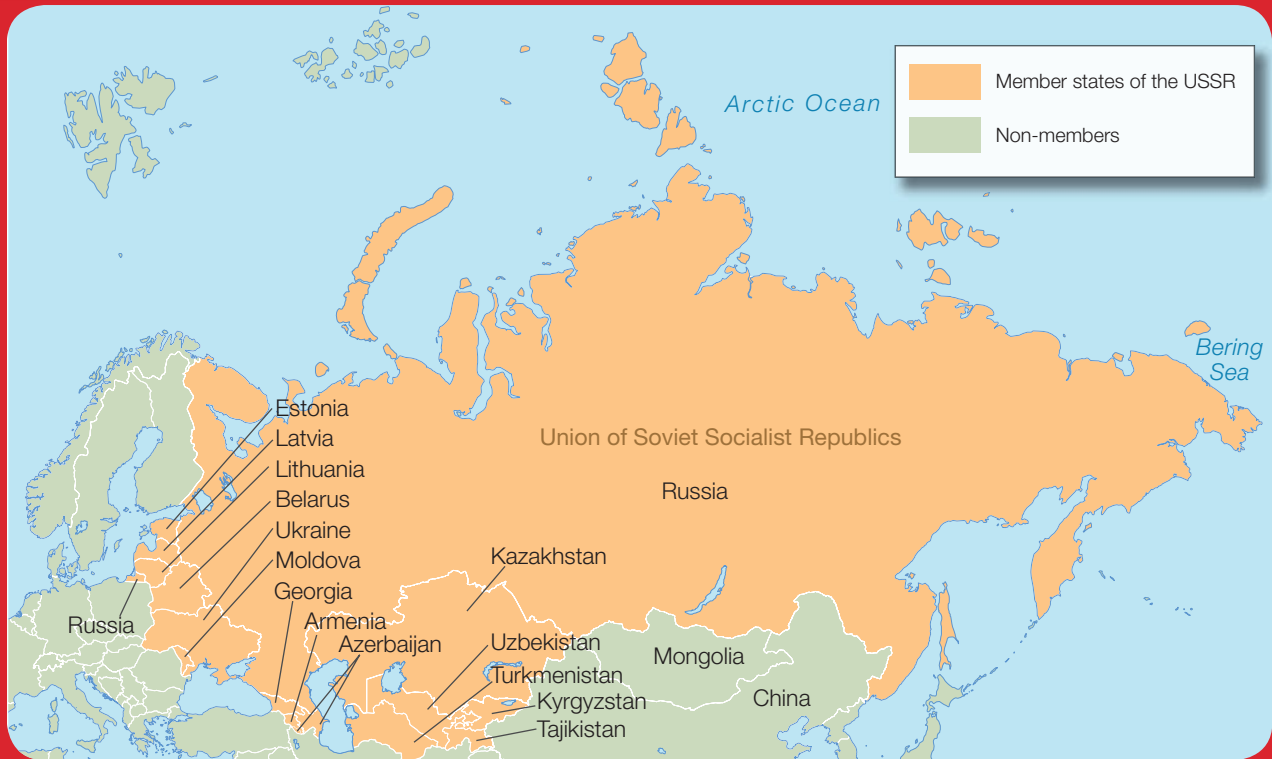 Arctic Ocean
Member states of the USSR
Non-members
Bering
Sea
Estonia
Latvia
Lithuania
Belarus
Ukraine
Moldova
Georgia
Armenia
Azerbaijan
Russia
Union of Soviet Socialist Republics
Russia
Kazakhstan
Uzbekistan
Turkmenistan
Kyrgyzstan
Tajikistan
Mongolia
China